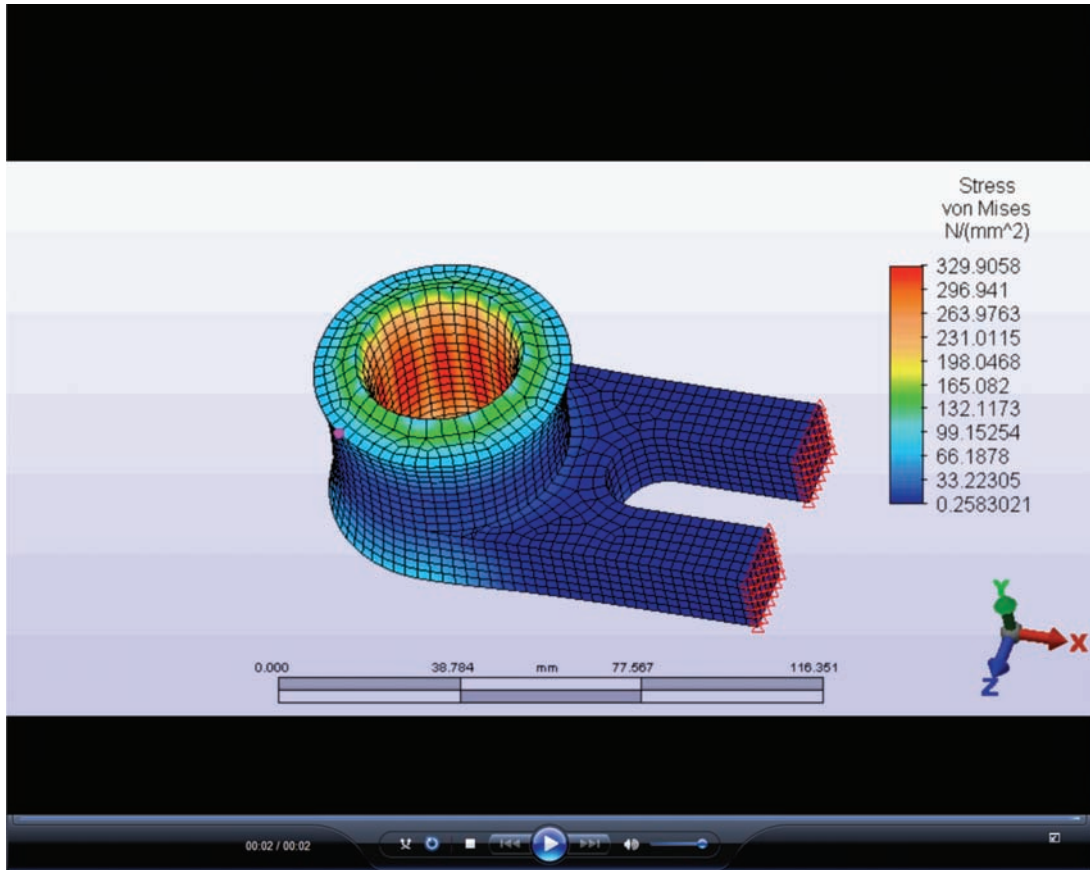 Stress
von Mises
N/(mm^2)
329.9058
296.941
263.9763
231.0115
198.0468
165.082
132.1173
99.15254
66.1878
33.22305
0.2583021
Y
X
Z
0.000 38.784 mm 77.567 116.351
00:02 / 00:02